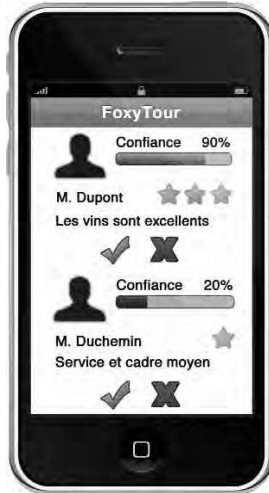 FoxyTour
Confiance 90%
M. Dupont
Les vins sont excellents
Confiance 20%
M. Duchemin
Service et cadre moyen